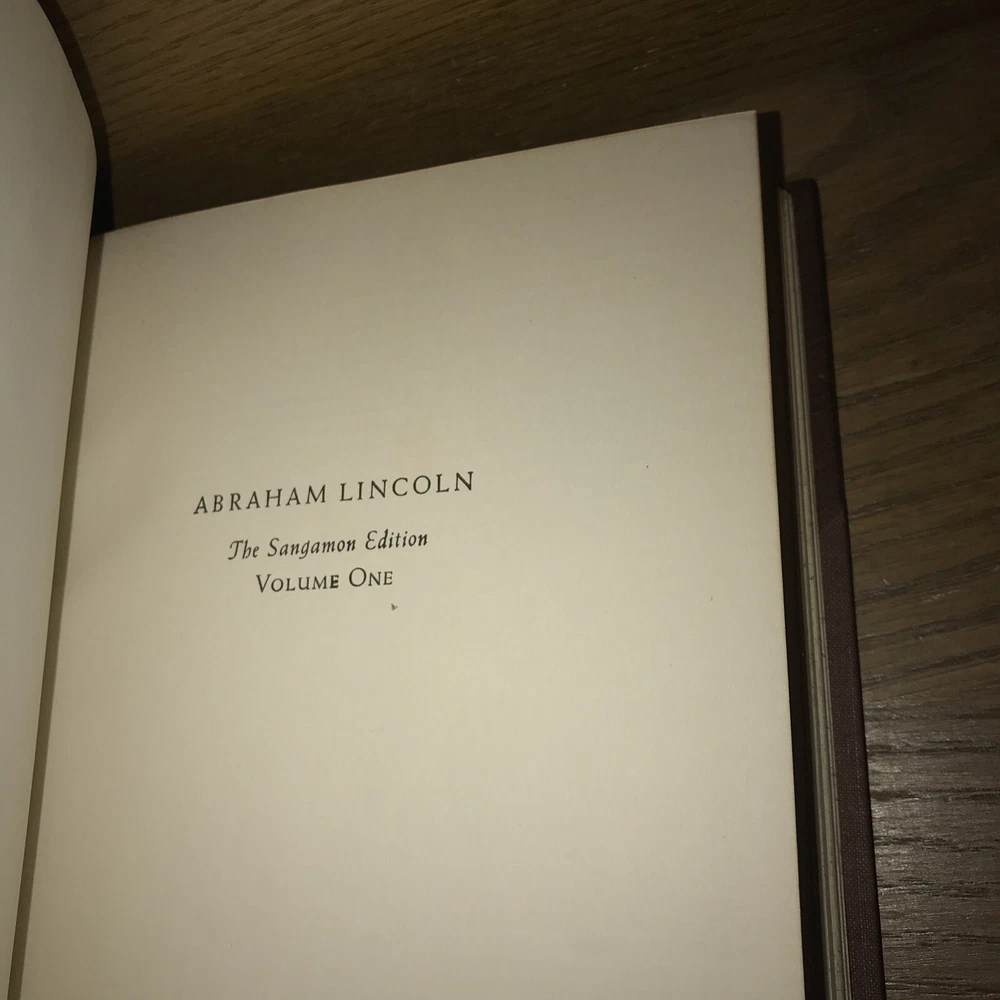 ABRAHAM LINCOLN
The Sangamon Edition
VOLUME ONE